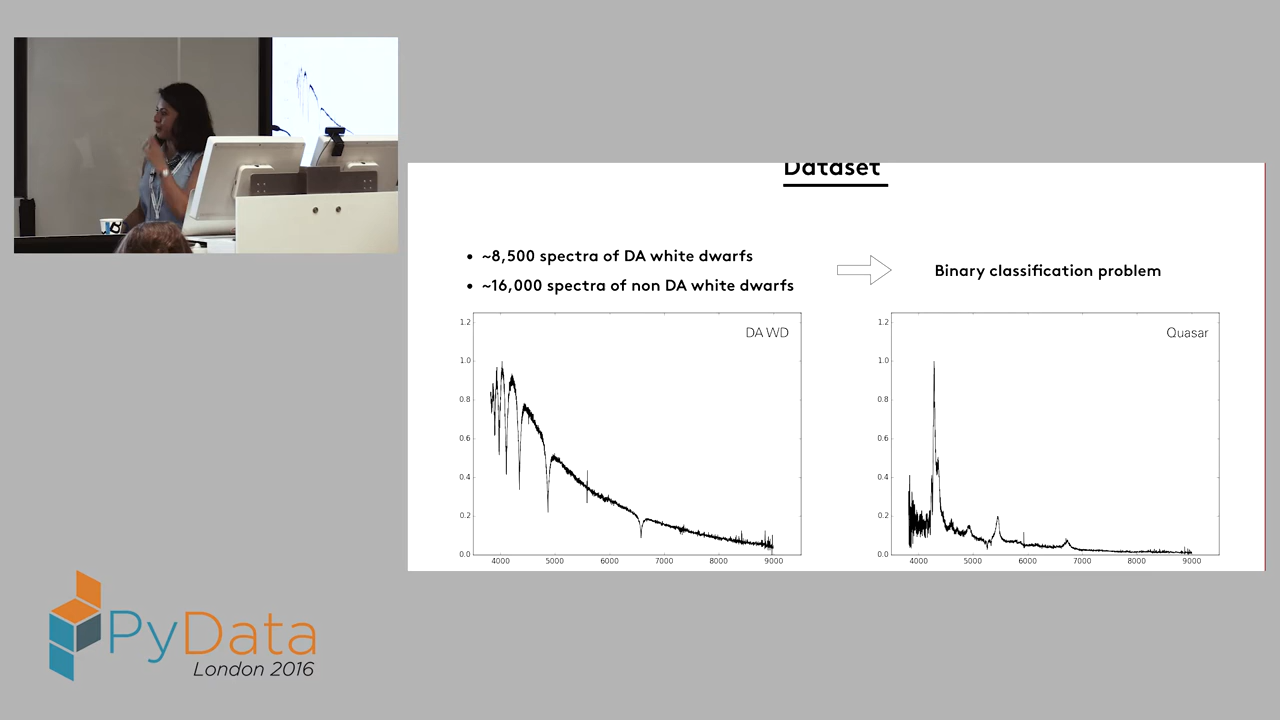 Dataset
• ~8,500 spectra of DA white dwarfs
• ~16,000 spectra of non DA white dwarfs
Binary classification problem
DA WD
1.2
1.0
0.8
0.6
0.4
0.2
0.0
4000 5000 6000 7000 8000 9000
Quasar
1.2
1.0
0.8
0.6
0.4
0.2
0.0
4000 5000 6000 7000 8000 9000
PyData
London 2016